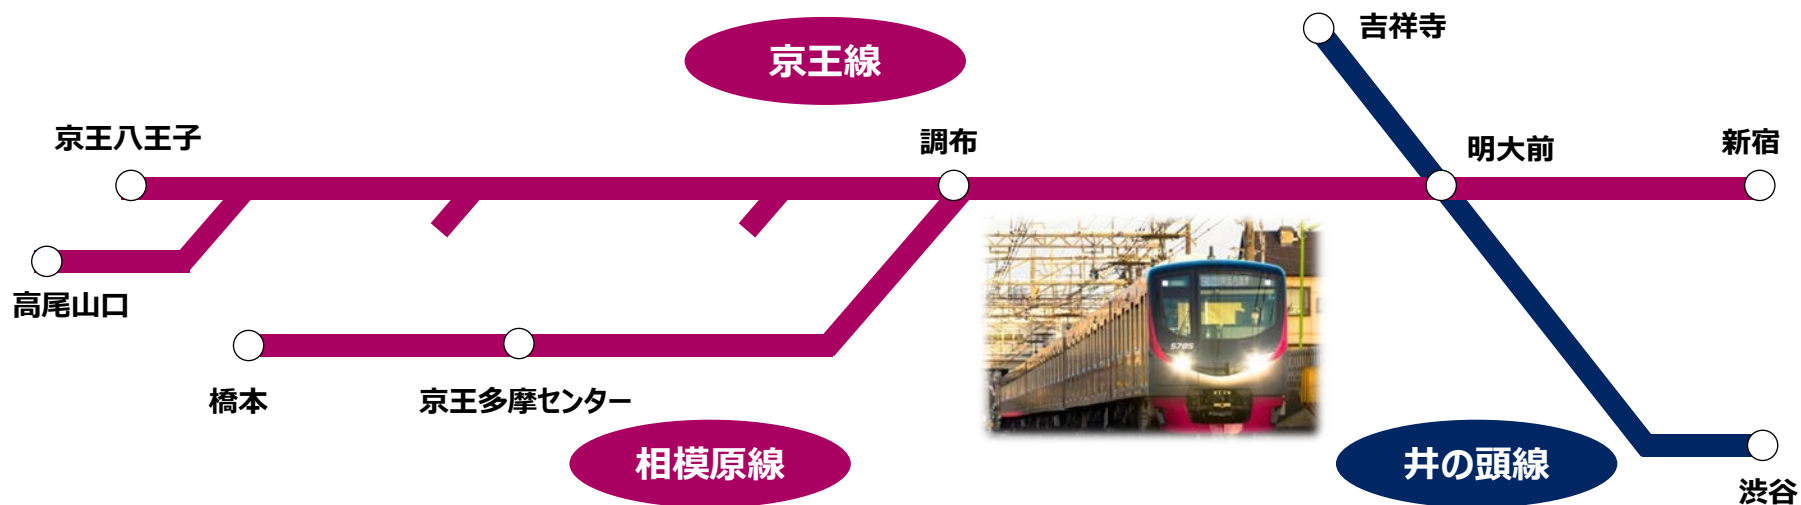 吉祥寺
京王線
京王八王子
調布
明大前
新宿
高尾山口
5705
橋本
京王多摩センター
相模原線
井の頭線
渋谷